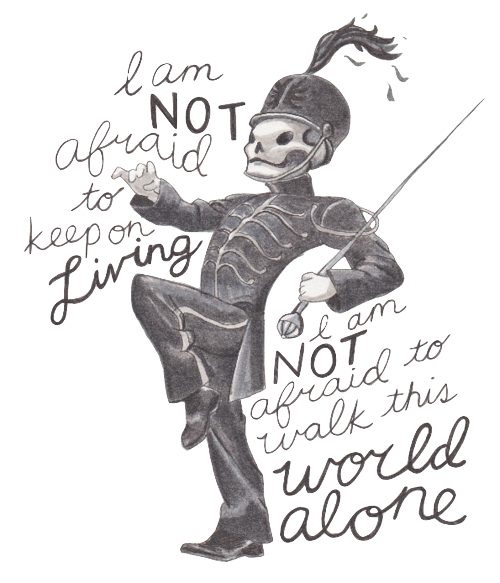 I am
NOT
afraid
to
keep on
Living
I am
NOT
afraid to
walk this
world
alone